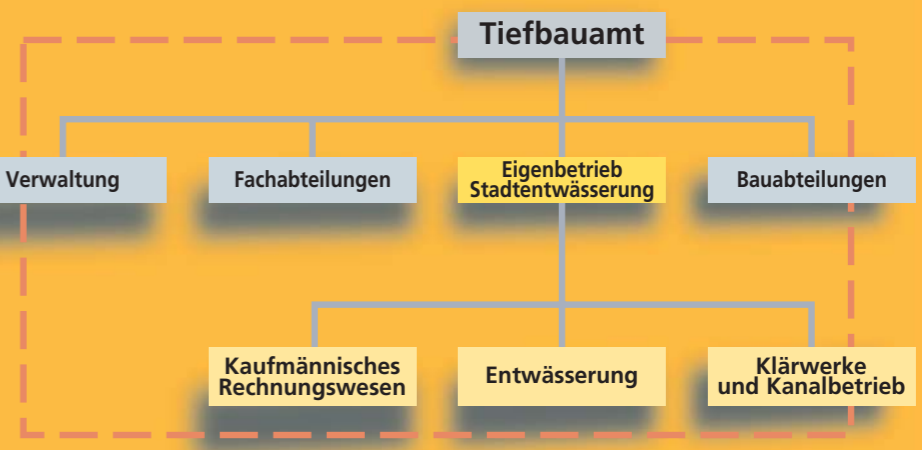 Tiefbauamt
Verwaltung
Fachabteilungen
Eigenbetrieb
Stadtentwässerung
Bauabteilungen
Kaufmännisches
Rechnungswesen
Entwässerung
Klärwerke
und Kanalbetrieb